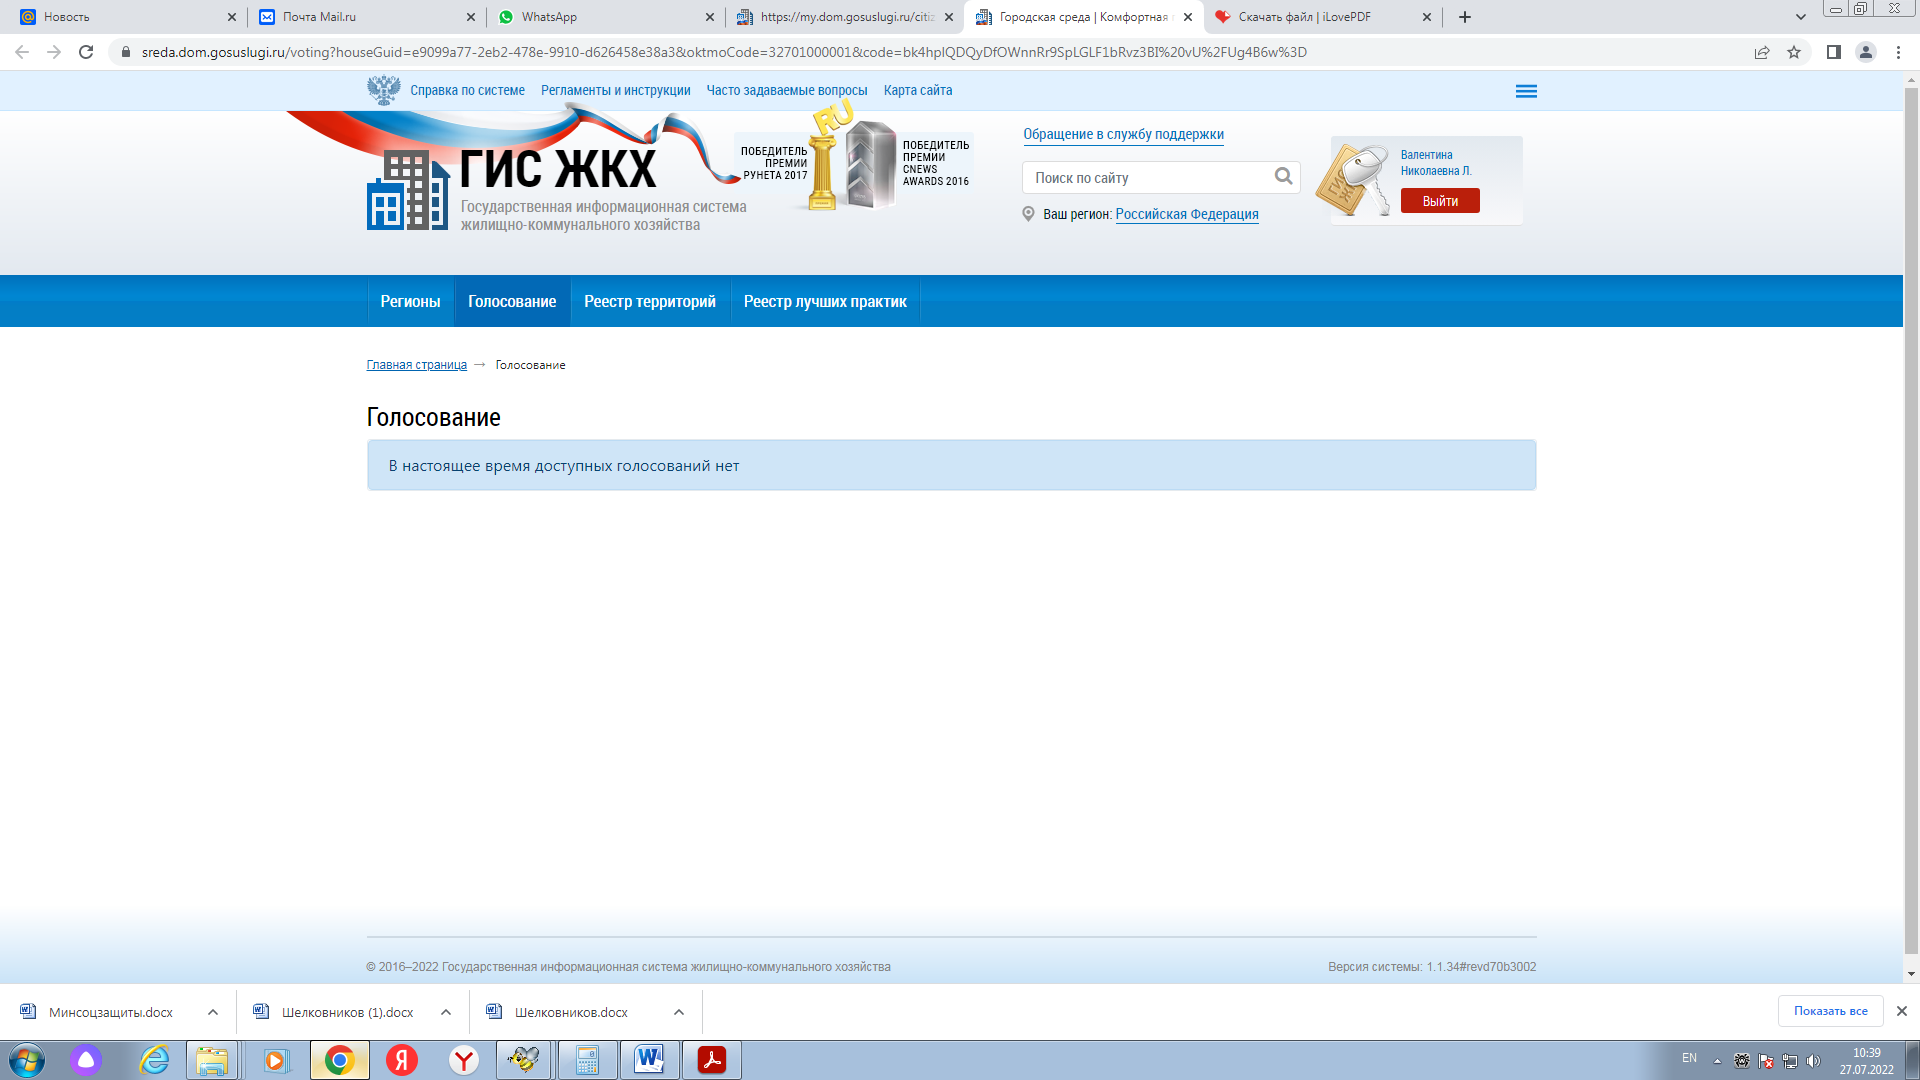 Новость
Почта Mail.ru
WhatsApp
https://my.dom.gosuslugi.ru/citiz
Городская среда | Комфортная
Скачать файл | iLovePDF
sreda.dom.gosuslugi.ru/voting?houseGuid=e9099a77-2eb2-478e-9910-d626458e38a3&oktmoCode=32701000001&code=bk4hplQDQyDfOWnnRr9SpLGLF1bRvz3BI%20vU%2FUg4B6w%3D
Справка по системе
Регламенты и инструкции
Часто задаваемые вопросы
Карта сайта
ГИС ЖКХ
Государственная информационная система
жилищно-коммунального хозяйства
ПОБЕДИТЕЛЬ
ПРЕМИИ
РУНЕТА 2017
RU
ПОБЕДИТЕЛЬ
ПРЕМИИ
CNEWS
AWARDS 2016
Обращение в службу поддержки
Поиск по сайту
Ваш регион: Российская Федерация
ГИС
ЖК
Валентина
Николаевна Л.
Выйти
Регионы
Голосование
Реестр территорий
Реестр лучших практик
Главная страница → Голосование
Голосование
В настоящее время доступных голосований нет
© 2016–2022 Государственная информационная система жилищно-коммунального хозяйства
Версия системы: 1.1.34#revd70b3002
Минсоцзащиты.docx
Шелковников (1).docx
Шелковников.docx
Показать все
EN
10:39
27.07.2022